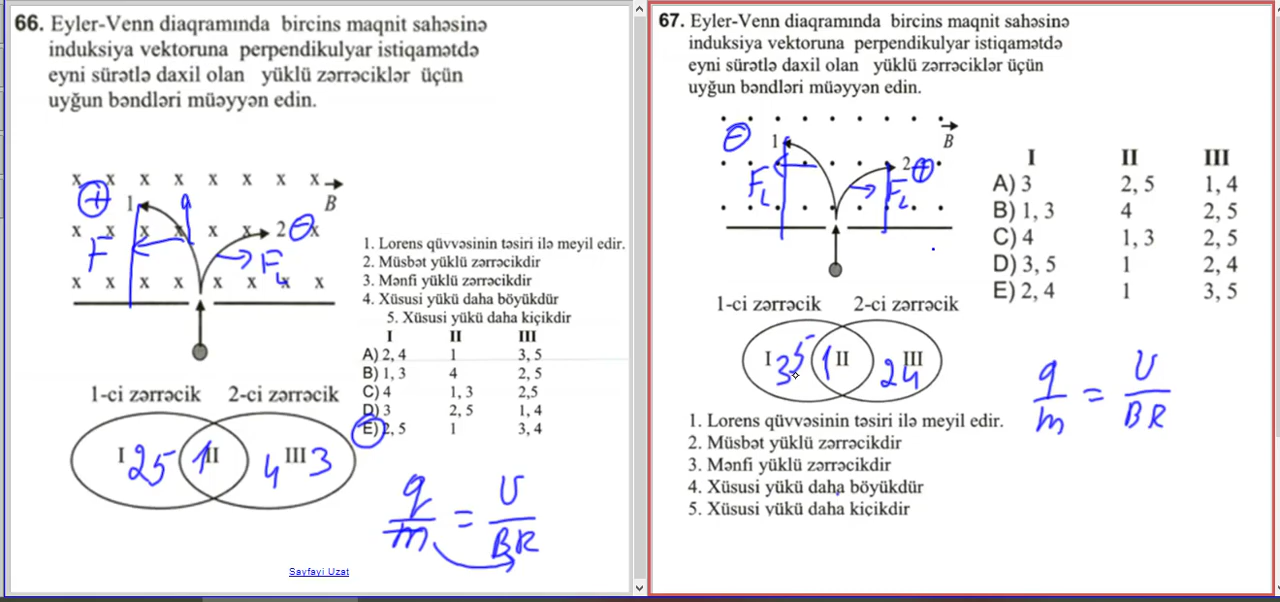 66. Eyler-Venn diaqramında bircins maqnit sahəsinə
induksiya vektoruna perpendikulyar istiqamətdə
eyni sürətlə daxil olan yüklü zərrəciklər üçün
uyğun bəndləri müəyyən edin.
x x x x x x x x
B
+ 1
q
x x x x x x 2 − x
F
F L
x x x x x x x x
1. Lorens qüvvəsinin təsiri ilə meyil edir.
2. Müsbət yüklü zərrəcikdir
3. Mənfi yüklü zərrəcikdir
4. Xüsusi yükü daha böyükdür
5. Xüsusi yükü daha kiçikdir
I II III
A) 2, 4 1 3, 5
B) 1, 3 4 2, 5
C) 4 1, 3 2,5
D) 3 2, 5 1, 4
E) 2, 5 1 3, 4
1-ci zərrəcik 2-ci zərrəcik
I 25 1 II 4 III 3
q/m = U/BR
Sayfayi Uzat
67. Eyler-Venn diaqramında bircins maqnit sahəsinə
induksiya vektoruna perpendikulyar istiqamətdə
eyni sürətlə daxil olan yüklü zərrəciklər üçün
uyğun bəndləri müəyyən edin.
B
− 1
2 +
F L
F L
I II III
A) 3 2, 5 1, 4
B) 1, 3 4 2, 5
C) 4 1, 3 2, 5
D) 3, 5 1 2, 4
E) 2, 4 1 3, 5
1-ci zərrəcik 2-ci zərrəcik
I 35 1 II 24 III
q/m = U/BR
1. Lorens qüvvəsinin təsiri ilə meyil edir.
2. Müsbət yüklü zərrəcikdir
3. Mənfi yüklü zərrəcikdir
4. Xüsusi yükü daha böyükdür
5. Xüsusi yükü daha kiçikdir